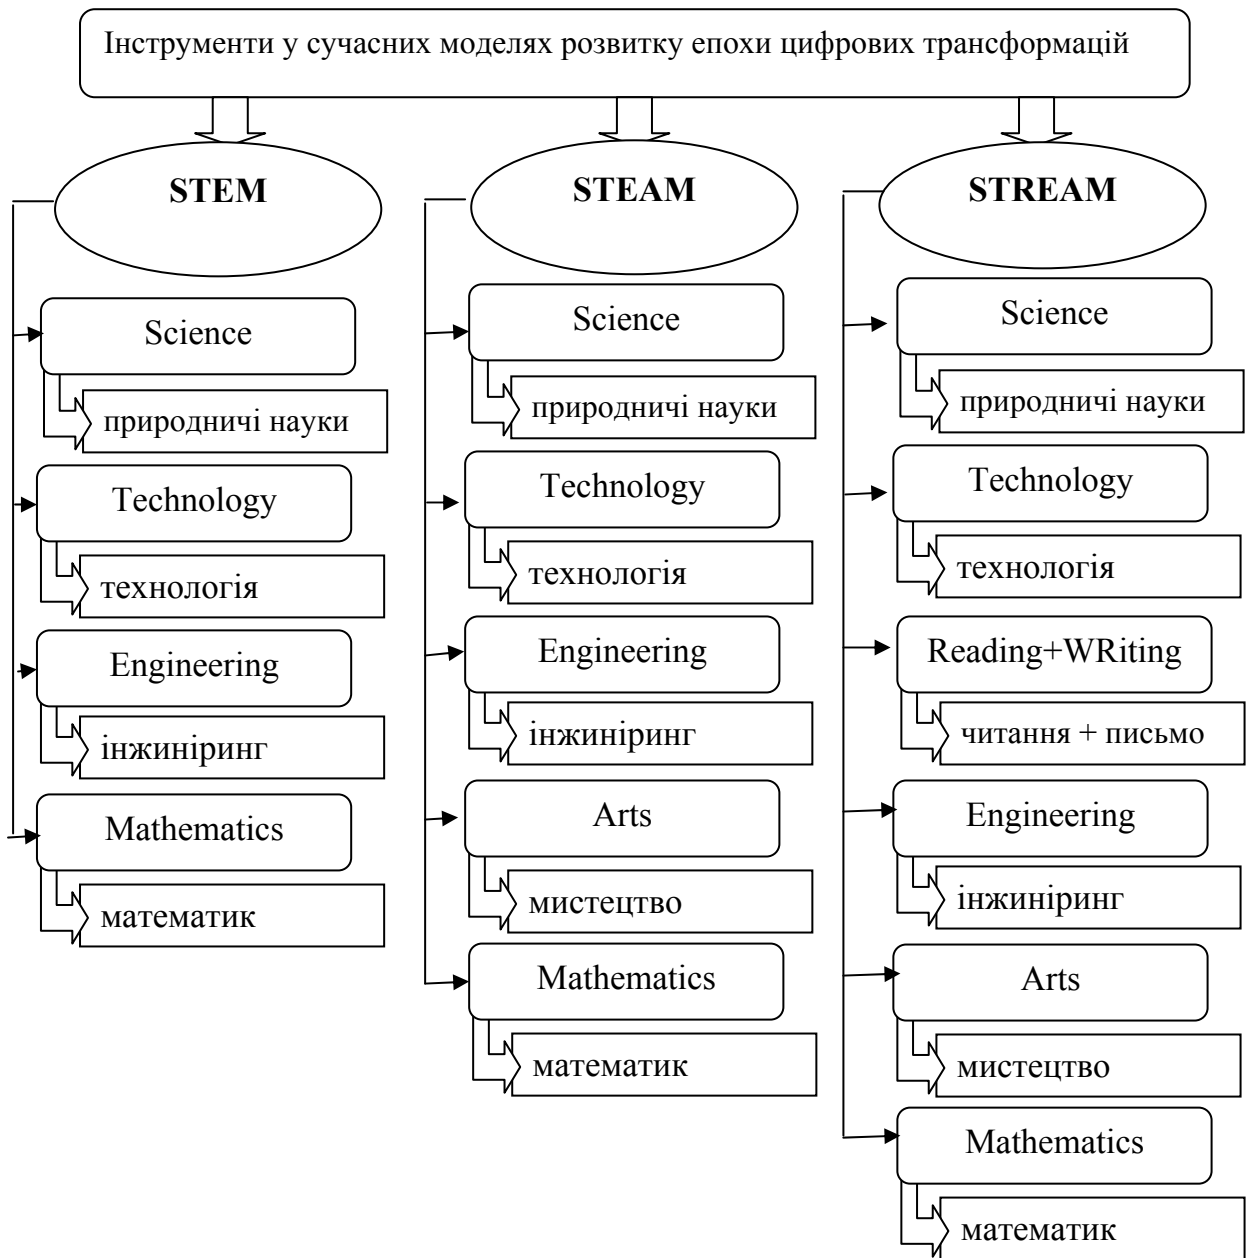 Інструменти у сучасних моделях розвитку епохи цифрових трансформацій
STEM
Science
природничі науки
Technology
технологія
Engineering
інжиніринг
Mathematics
математик
STEAM
Science
природничі науки
Technology
технологія
Engineering
інжиніринг
Arts
мистецтво
Mathematics
математик
STREAM
Science
природничі науки
Technology
технологія
Reading+WRiting
читання + письмо
Engineering
інжиніринг
Arts
мистецтво
Mathematics
математик